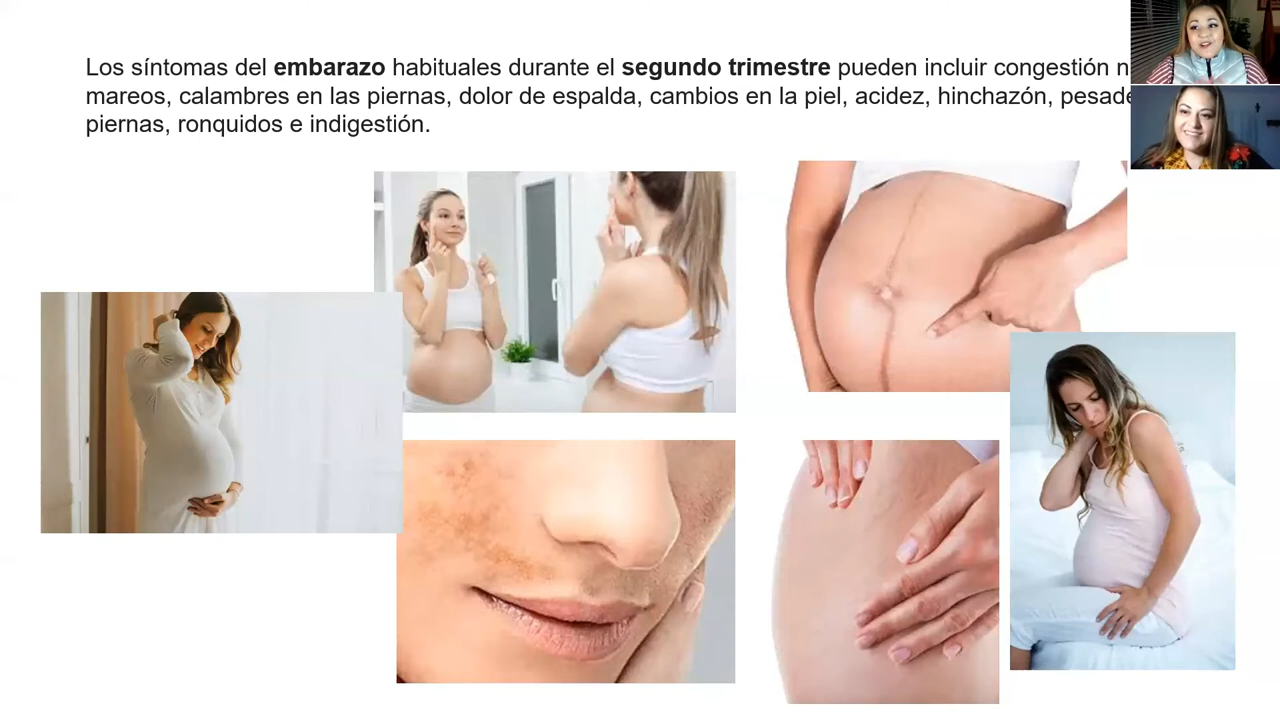 Los síntomas del embarazo habituales durante el segundo trimestre pueden incluir congestión
mareos, calambres en las piernas, dolor de espalda, cambios en la piel, acidez, hinchazón,
piernas, ronquidos e indigestión.